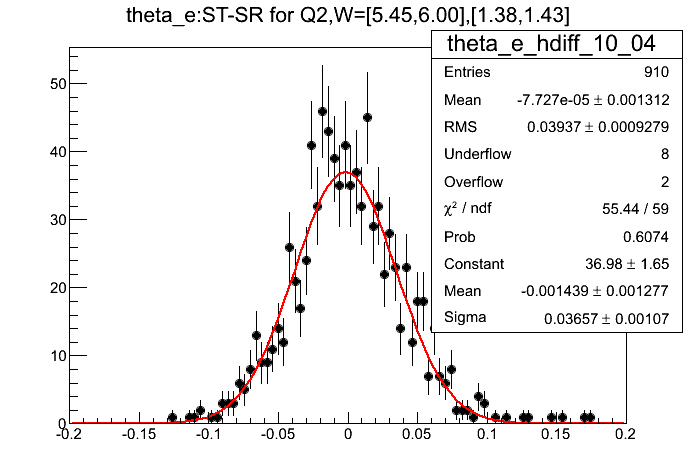 theta_e:ST-SR for Q2,W=[5.45,6.00],[1.38,1.43]
theta_e_hdiff_10_04
Entries 910
Mean -7.727e-05 ± 0.001312
RMS 0.03937 ± 0.0009279
Underflow 8
Overflow 2
χ² / ndf 55.44 / 59
Prob 0.6074
Constant 36.98 ± 1.65
Mean -0.001439 ± 0.001277
Sigma 0.03657 ± 0.00107
50
40
30
20
10
0
-0.2 -0.15 -0.1 -0.05 0 0.05 0.1 0.15 0.2